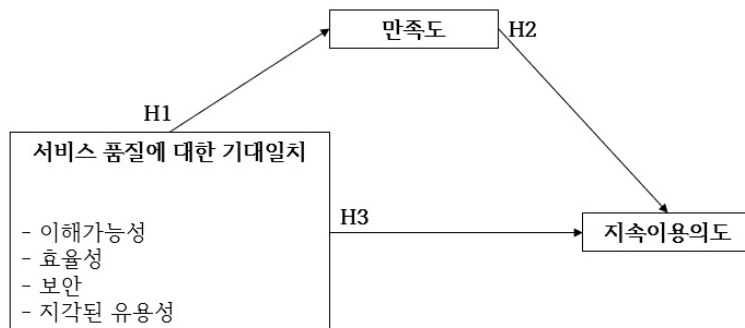 만족도
H2
H1
서비스 품질에 대한 기대일치
H3
- 이해가능성
- 효율성
- 보안
- 지각된 유용성
지속이용의도